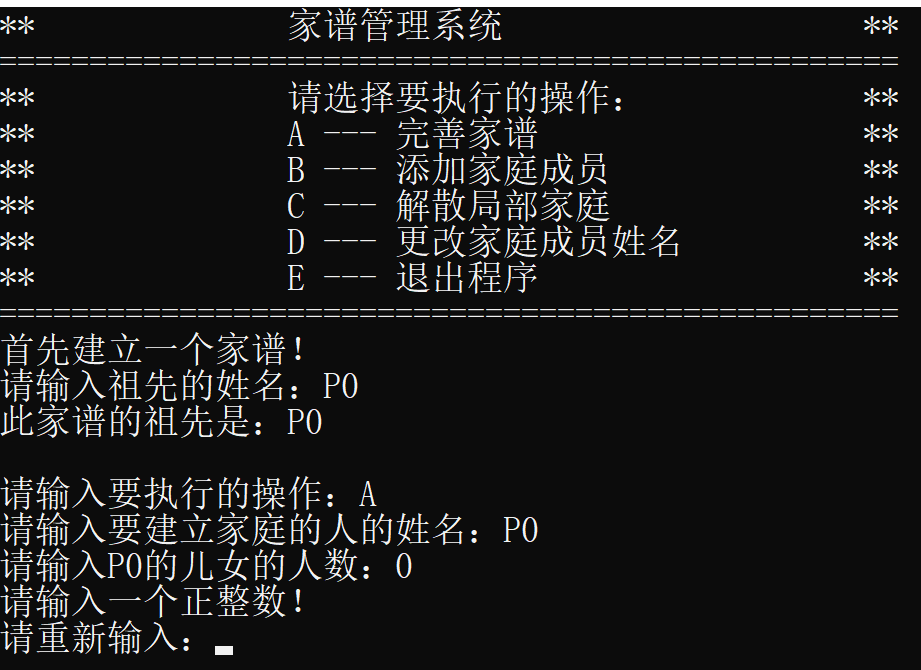 ** 家谱管理系统 **
==================================================
** 请选择要执行的操作： **
** A --- 完善家谱 **
** B --- 添加家庭成员 **
** C --- 解散局部家庭 **
** D --- 更改家庭成员姓名 **
** E --- 退出程序 **
==================================================
首先建立一个家谱！
请输入祖先的姓名：P0
此家谱的祖先是：P0
请输入要执行的操作：A
请输入要建立家庭的人的姓名：P0
请输入P0的儿女的人数：0
请输入一个正整数！
请重新输入：